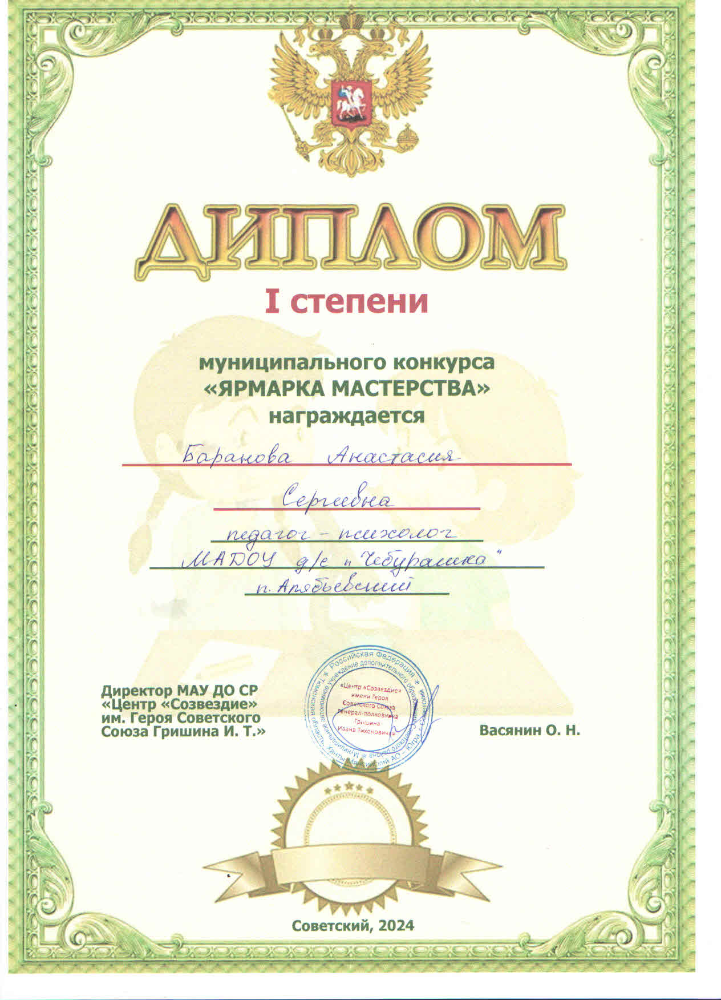 ДИПЛОМ
I степени
муниципального конкурса
«ЯРМАРКА МАСТЕРСТВА»
награждается
Баранова Анастасия
Сергеевна
педагог - психолог
МАДОУ д/с "Чебурашка"
п. Алябьевский
Директор МАУ ДО СР
«Центр «Созвездие»
им. Героя Советского
Союза Гришина И. Т.»
Васянин О. Н.
* Российская Федерация * Тюменская область, Ханты-Мансийский АО - Югра, г. Советский
* Муниципальное автономное учреждение дополнительного образования Советского района
«Центр «Созвездие»
имени Героя
Советского Союза
генерал-полковника
Гришина
Ивана Тихоновича»
Советский, 2024